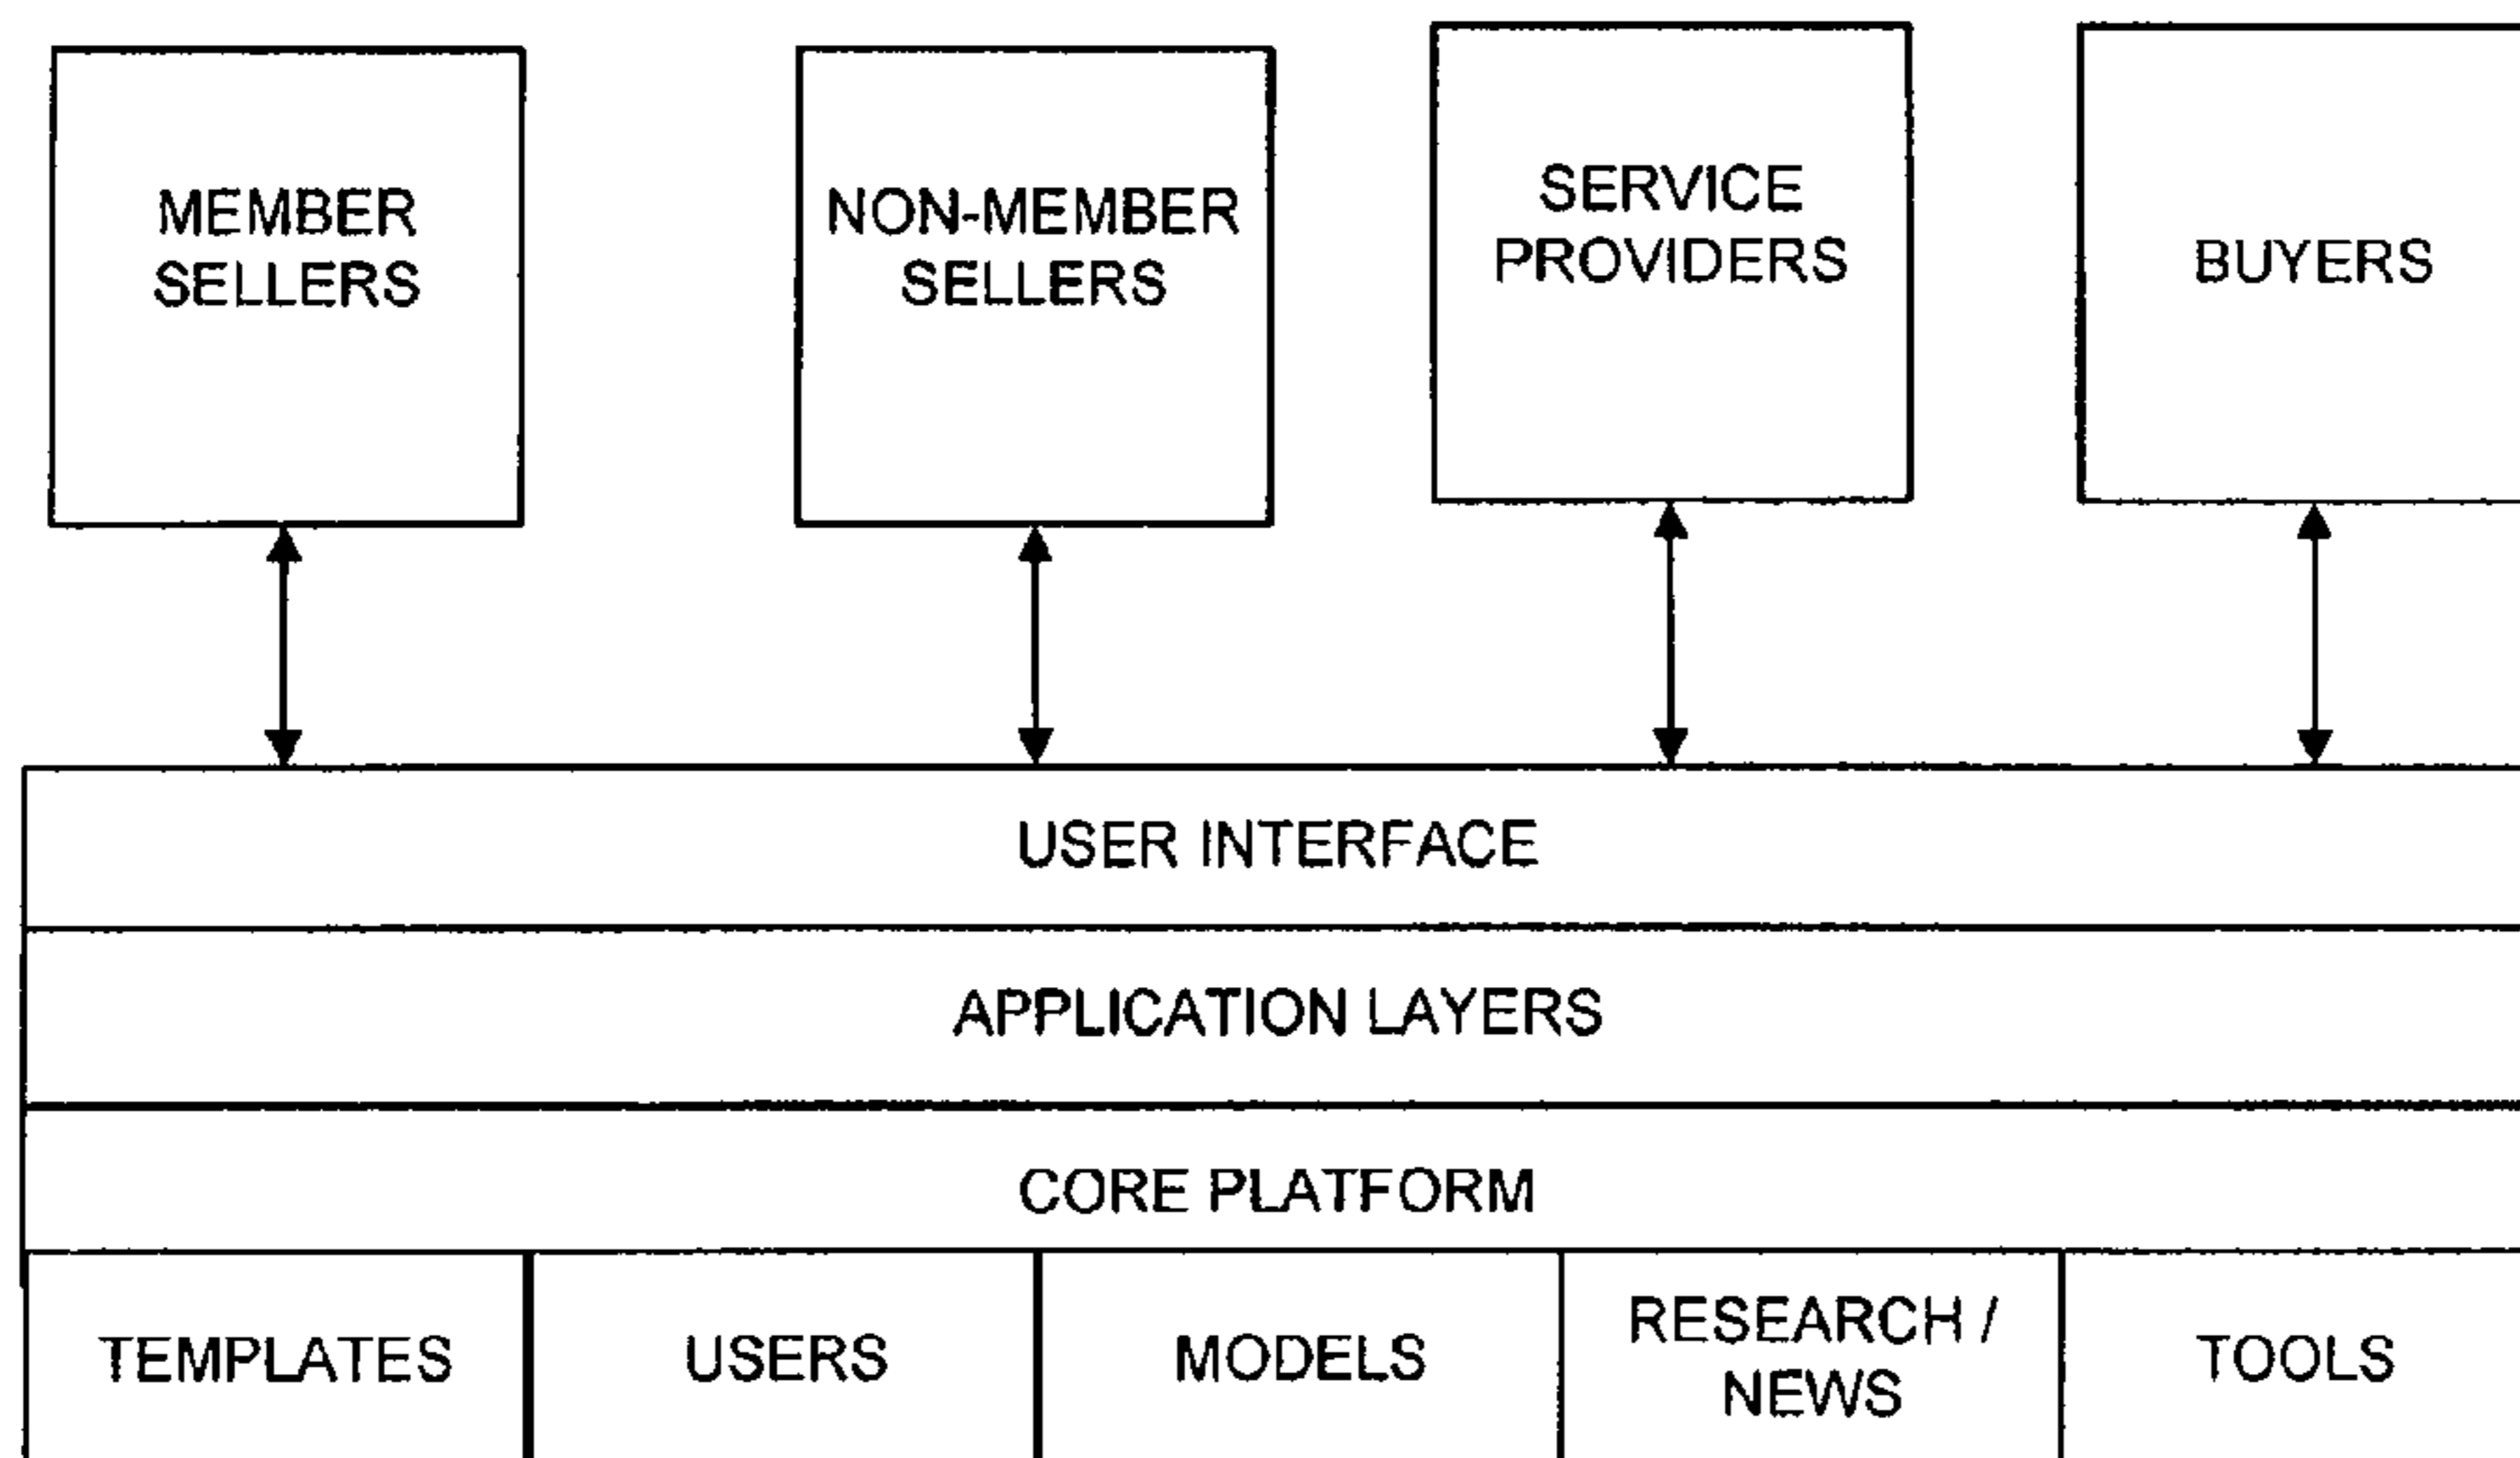 MEMBER
SELLERS
NON-MEMBER
SELLERS
SERVICE
PROVIDERS
BUYERS
USER INTERFACE
APPLICATION LAYERS
CORE PLATFORM
TEMPLATES
USERS
MODELS
RESEARCH /
NEWS
TOOLS